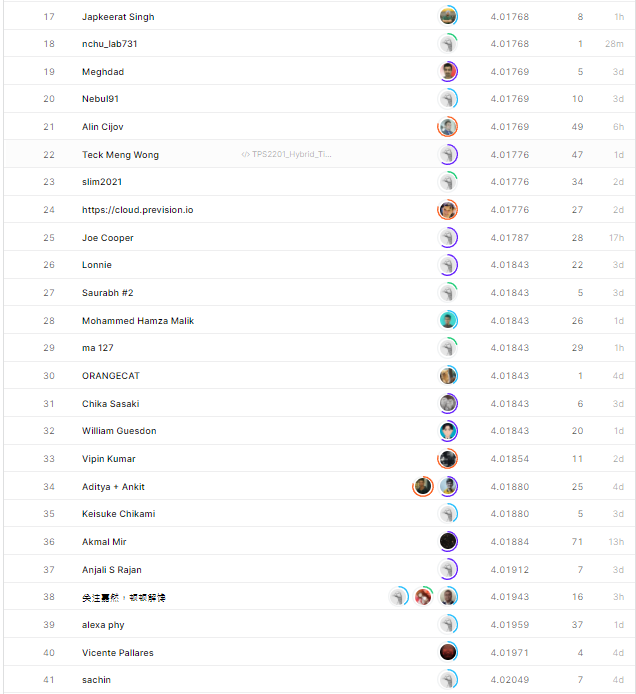 17 Japkeerat Singh 4.01768 8 1h
18 nchu_lab731 4.01768 1 28m
19 Meghdad 4.01769 5 3d
20 Nebul91 4.01769 10 3d
21 Alin Cijov 4.01769 49 6h
22 Teck Meng Wong </> TPS2201_Hybrid_Ti... 4.01776 47 1d
23 slim2021 4.01776 34 2d
24 https://cloud.prevision.io 4.01776 27 2d
25 Joe Cooper 4.01787 28 17h
26 Lonnie 4.01843 22 3d
27 Saurabh #2 4.01843 5 3d
28 Mohammed Hamza Malik 4.01843 26 1d
29 ma 127 4.01843 29 1h
30 ORANGECAT 4.01843 1 4d
31 Chika Sasaki 4.01843 6 3d
32 William Guesdon 4.01843 20 1d
33 Vipin Kumar 4.01854 11 2d
34 Aditya + Ankit 4.01880 25 4d
35 Keisuke Chikami 4.01880 5 3d
36 Akmal Mir 4.01884 71 13h
37 Anjali S Rajan 4.01912 7 3d
38 关注嘉然，顿顿解馋 4.01943 16 3h
39 alexa phy 4.01959 37 1d
40 Vicente Pallares 4.01971 4 4d
41 sachin 4.02049 7 4d